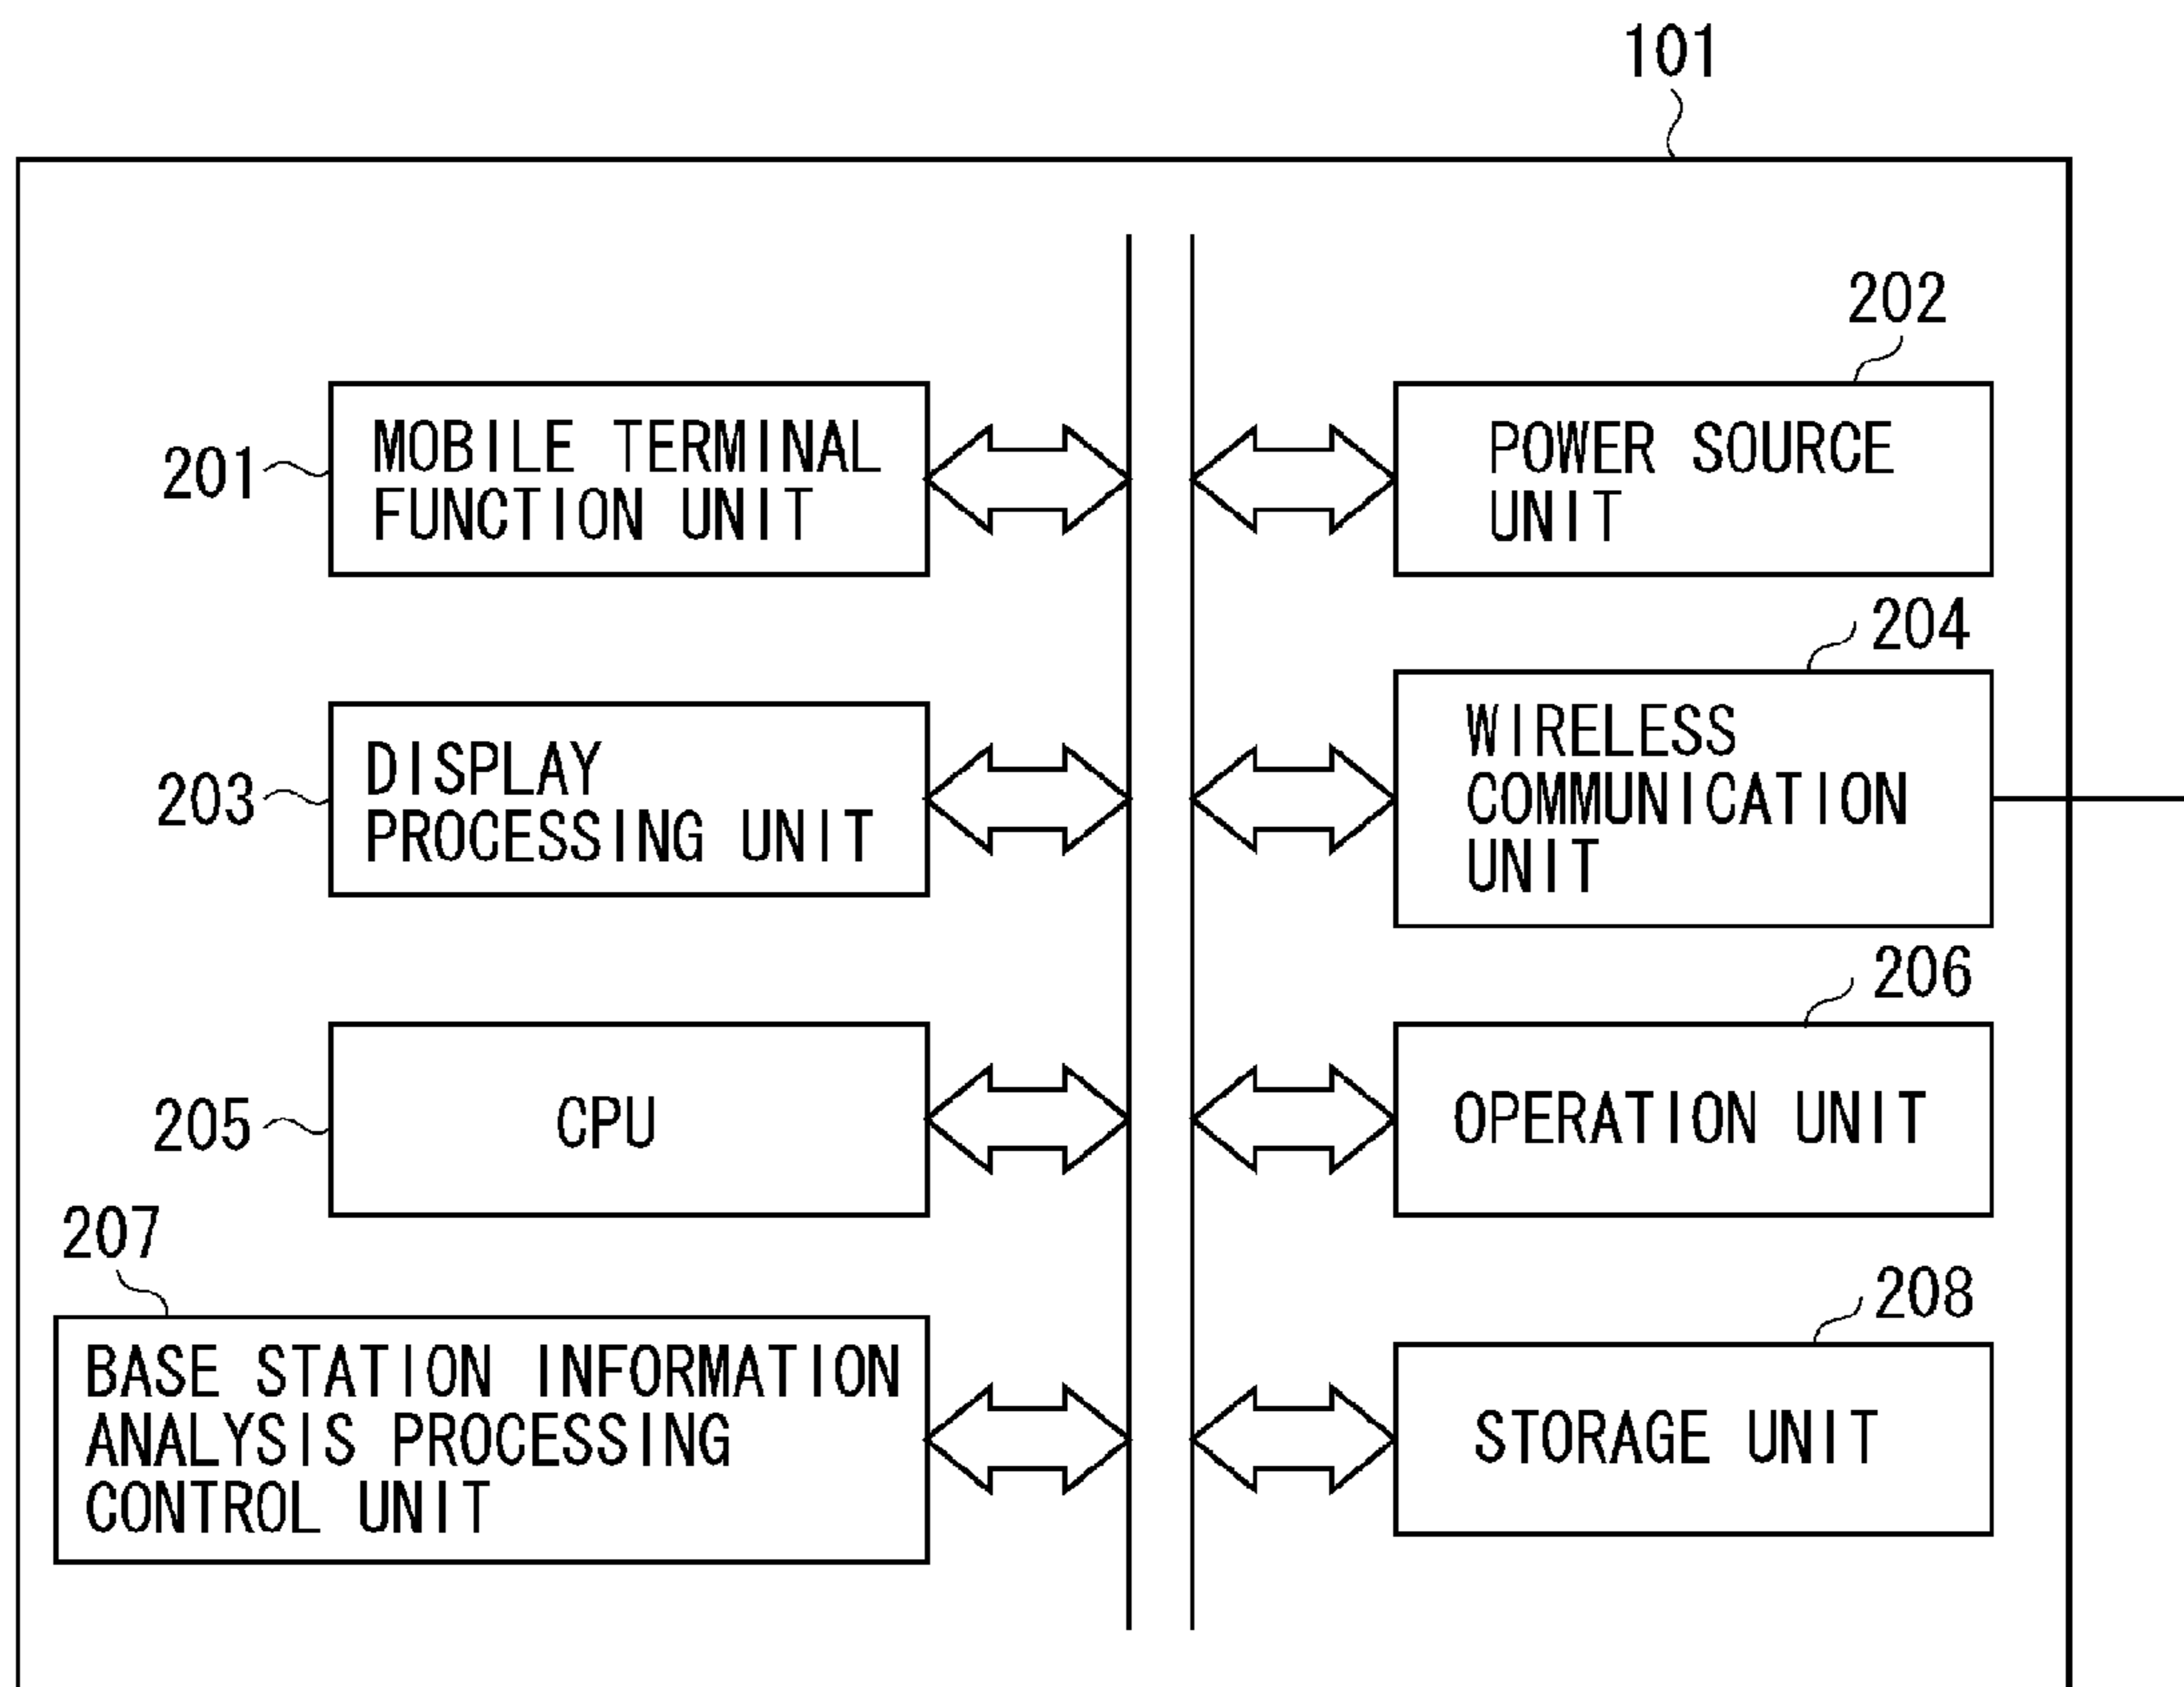 101
202
201
MOBILE TERMINAL
FUNCTION UNIT
POWER SOURCE
UNIT
204
203
DISPLAY
PROCESSING UNIT
WIRELESS
COMMUNICATION
UNIT
206
205
CPU
OPERATION UNIT
207
208
BASE STATION INFORMATION
ANALYSIS PROCESSING
CONTROL UNIT
STORAGE UNIT